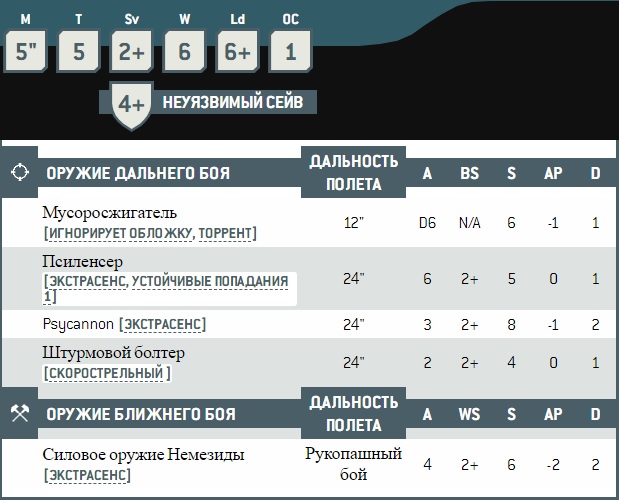 M T Sv W Ld OC
5" 5 2+ 6 6+ 1
4+ НЕУЯЗВИМЫЙ СЕЙВ
ОРУЖИЕ ДАЛЬНЕГО БОЯ ДАЛЬНОСТЬ ПОЛЕТА A BS S AP D
Мусоросжигатель
[ИГНОРИРУЕТ ОБЛОЖКУ, ТОРРЕНТ]
12" D6 N/A 6 -1 1
Псиленсер
[ЭКСТРАСЕНС, УСТОЙЧИВЫЕ ПОПАДАНИЯ
1]
24" 6 2+ 5 0 1
Psycannon [ЭКСТРАСЕНС] 24" 3 2+ 8 -1 2
Штурмовой болтер
[СКОРОСТРЕЛЬНЫЙ ]
24" 2 2+ 4 0 1
ОРУЖИЕ БЛИЖНЕГО БОЯ ДАЛЬНОСТЬ ПОЛЕТА A WS S AP D
Силовое оружие Немезиды
[ЭКСТРАСЕНС]
Рукопашный
бой
4 2+ 6 -2 2